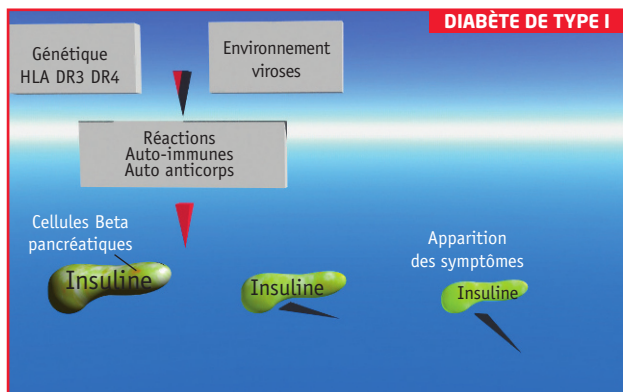 DIABÈTE DE TYPE I
Génétique
HLA DR3 DR4
Environnement
viroses
Réactions
Auto-immunes
Auto anticorps
Cellules Beta
pancréatiques
Insuline
Insuline
Apparition
des symptômes
Insuline